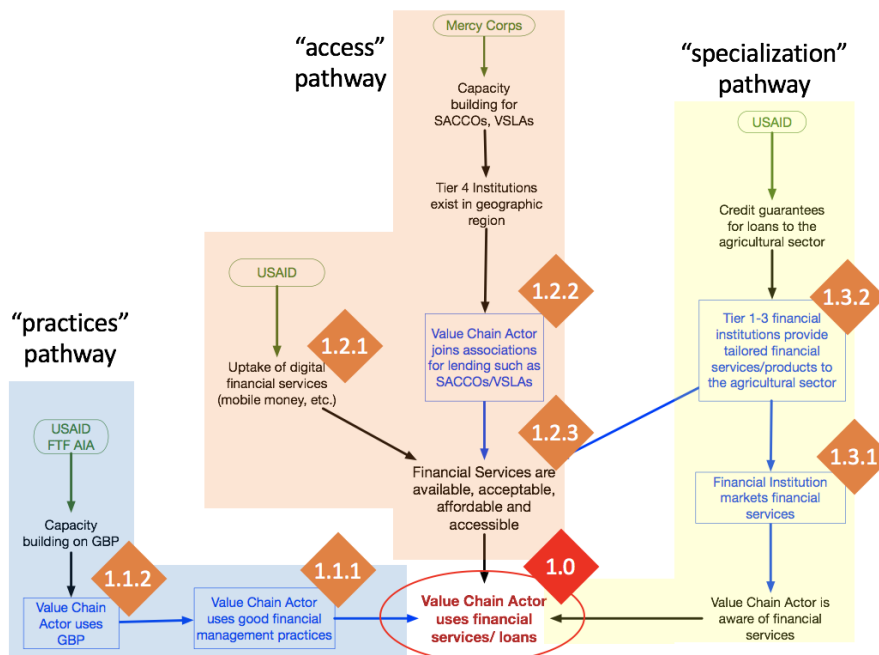 “access”
pathway
Mercy Corps
Capacity
building for
SACCOs, VSLAs
Tier 4 Institutions
exist in geographic
region
“specialization”
pathway
USAID
Credit guarantees
for loans to the
agricultural sector
USAID
1.2.1
Uptake of digital
financial services
(mobile money, etc.)
1.2.2
Value Chain Actor
joins associations
for lending such as
SACCOs/VSLAs
1.3.2
Tier 1-3 financial
institutions provide
tailored financial
services/products to
the agricultural sector
“practices”
pathway
USAID
FTF AIA
Capacity
building on GBP
1.2.3
Financial Services are
available, acceptable,
affordable and
accessible
1.3.1
Financial Institution
markets financial
services
1.1.2
Value Chain
Actor uses
GBP
1.1.1
Value Chain Actor
uses good financial
management practices
1.0
Value Chain Actor
uses financial
services/ loans
Value Chain Actor is
aware of financial
services